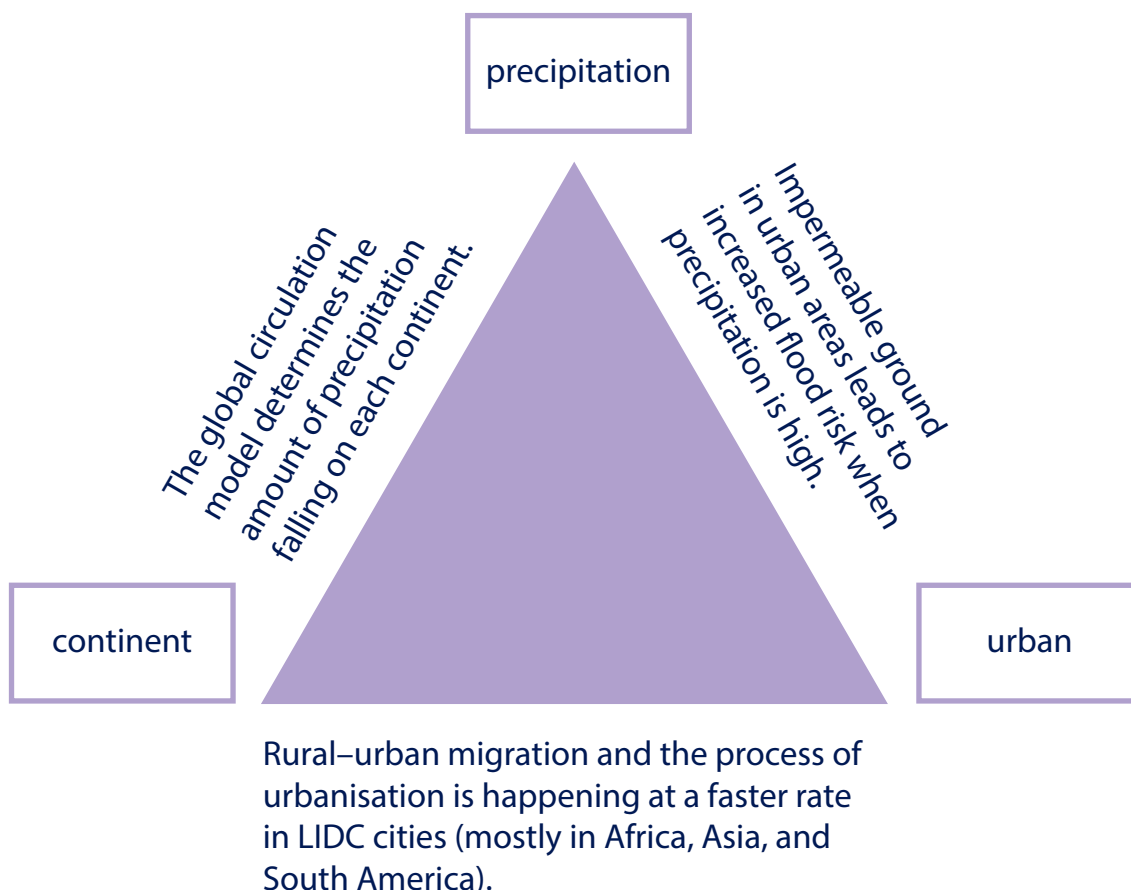 precipitation
The global circulation
model determines the
amount of precipitation
falling on each continent.
Impermeable ground
in urban areas leads to
increased flood risk when
precipitation is high.
continent
urban
Rural–urban migration and the process of
urbanisation is happening at a faster rate
in LIDC cities (mostly in Africa, Asia, and
South America).